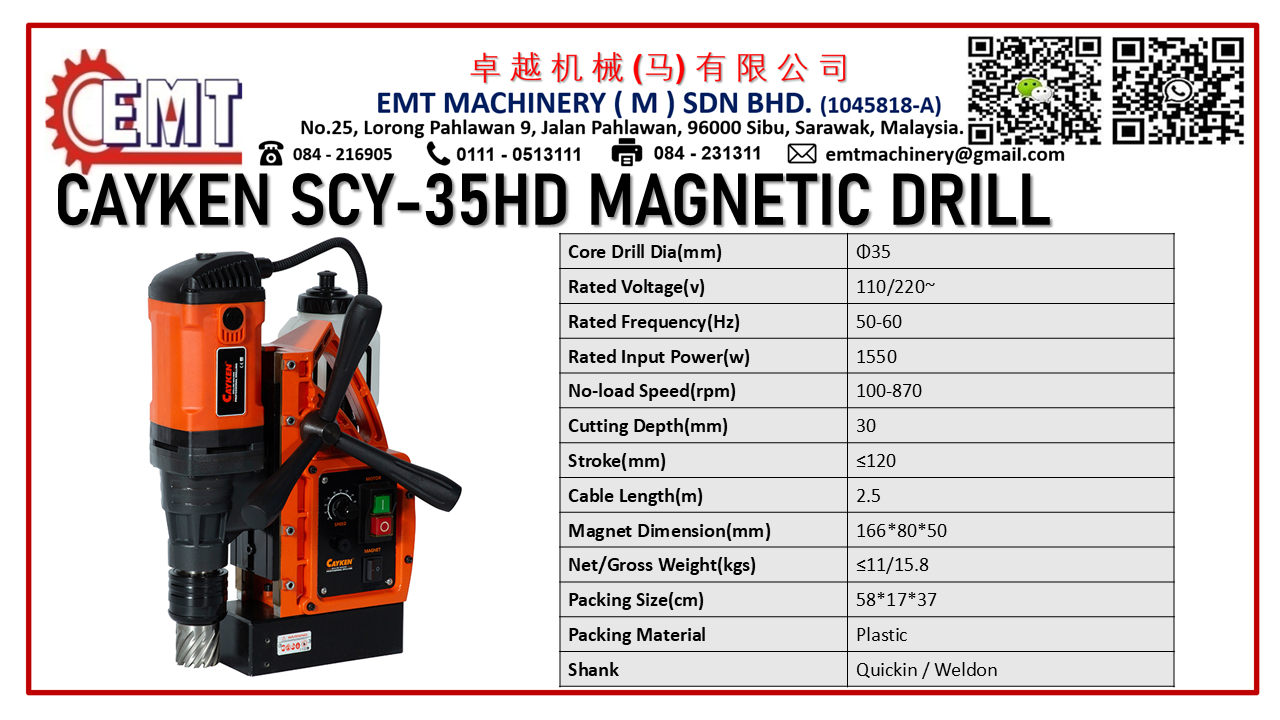 EMT
卓越机械(马)有限公司
EMT MACHINERY ( M ) SDN BHD. (1045818-A)
No.25, Lorong Pahlawan 9, Jalan Pahlawan, 96000 Sibu, Sarawak, Malaysia.
084 - 216905 0111 - 0513111 084 - 231311 emtmachinery@gmail.com
CAYKEN SCY-35HD MAGNETIC DRILL
Core Drill Dia(mm) Φ35
Rated Voltage(v) 110/220~
Rated Frequency(Hz) 50-60
Rated Input Power(w) 1550
No-load Speed(rpm) 100-870
Cutting Depth(mm) 30
Stroke(mm) ≤120
Cable Length(m) 2.5
Magnet Dimension(mm) 166*80*50
Net/Gross Weight(kgs) ≤11/15.8
Packing Size(cm) 58*17*37
Packing Material Plastic
Shank Quickin / Weldon
CAYKEN
MOTOR
SPEED
MAGNET
CAYKEN